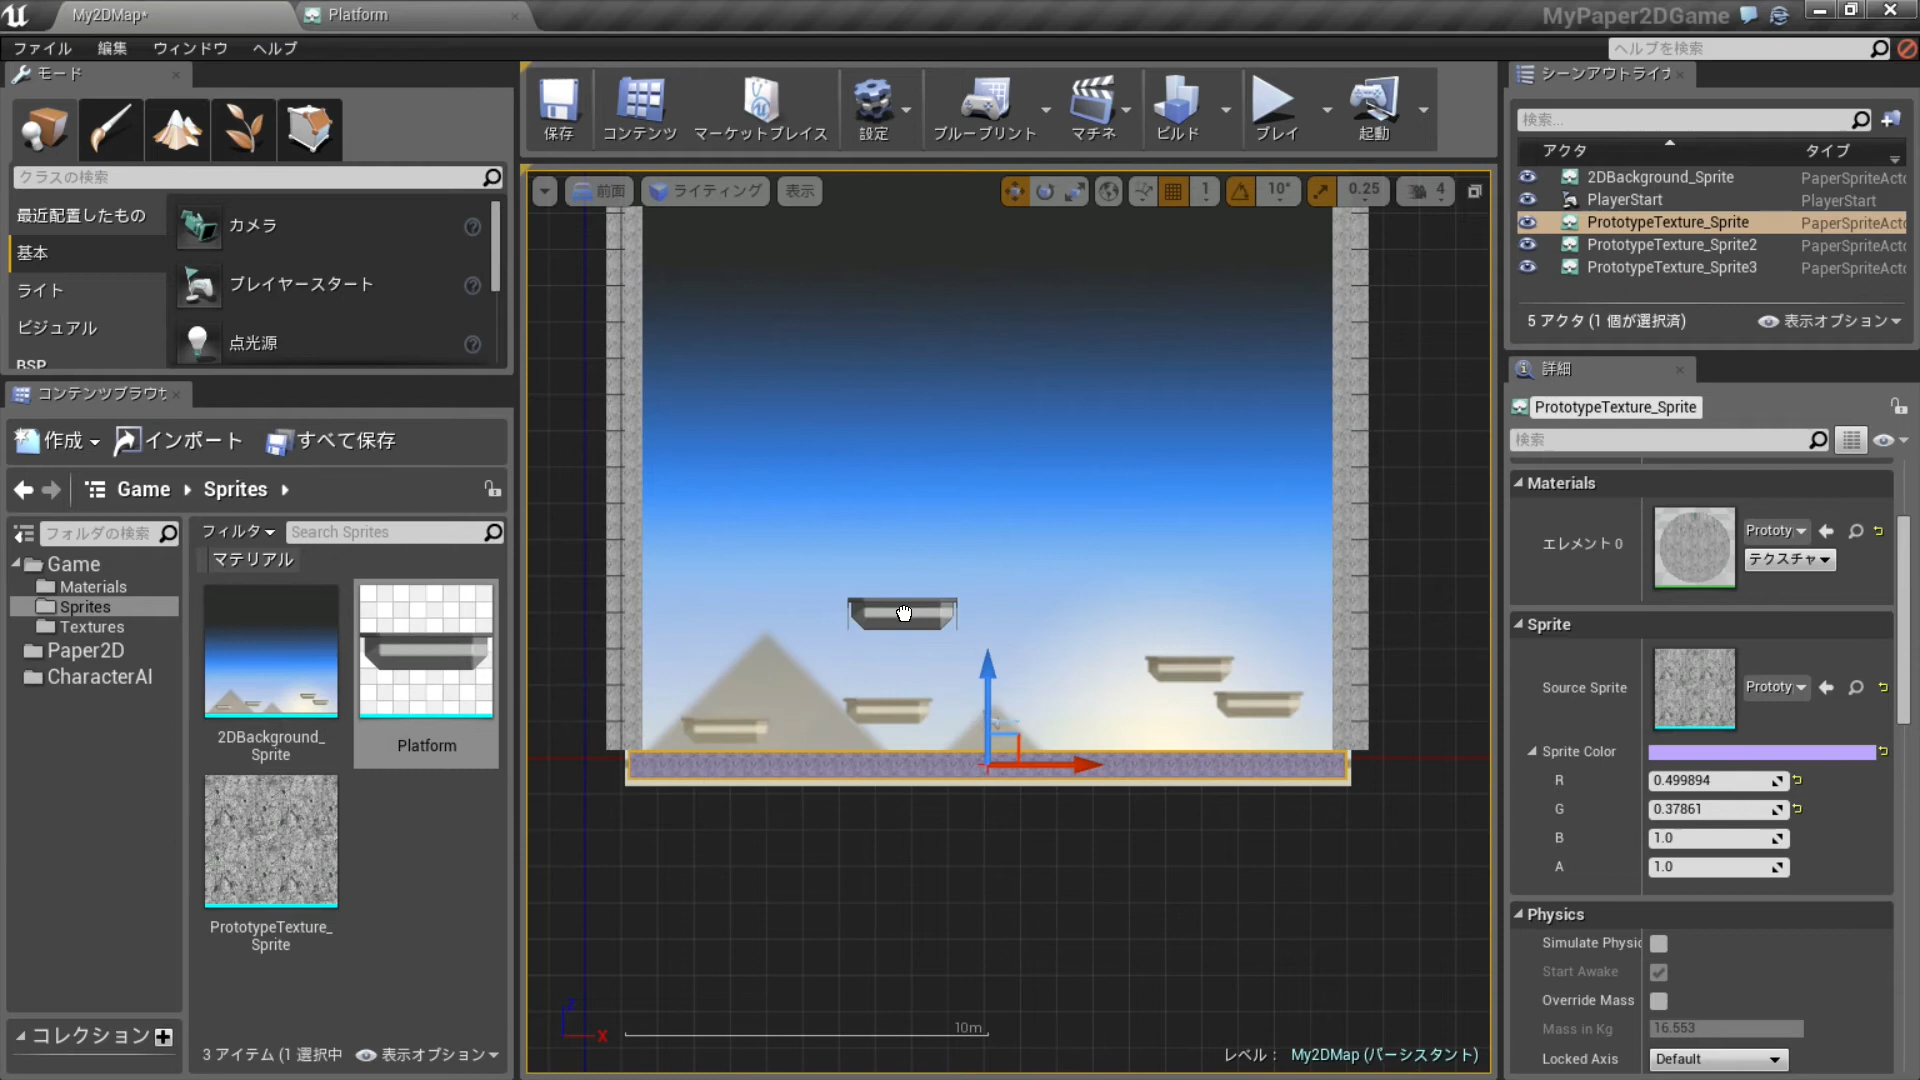 My2DMap*
Platform
MyPaper2DGame
ファイル 編集 ウィンドウ ヘルプ
ヘルプを検索
モード
クラスの検索
最近配置したもの
基本
ライト
ビジュアル
BSP
カメラ
プレイヤースタート
点光源
保存
コンテンツ
マーケットプレイス
設定
ブループリント
マチネ
ビルド
プレイ
起動
前面
ライティング
表示
1
10°
0.25
4
シーンアウトライナ
検索...
アクタ タイプ
2DBackground_Sprite PaperSpriteActo
PlayerStart PlayerStart
PrototypeTexture_Sprite PaperSpriteActo
PrototypeTexture_Sprite2 PaperSpriteActo
PrototypeTexture_Sprite3 PaperSpriteActo
5 アクタ (1 個が選択済)
表示オプション
コンテンツブラウザ
作成 インポート すべて保存
Game Sprites
フォルダの検索
フィルタ
Search Sprites
マテリアル
Game
Materials
Sprites
Textures
Paper2D
CharacterAI
2DBackground_
Sprite
Platform
PrototypeTexture_
Sprite
コレクション
3 アイテム (1 選択中
表示オプション
Z
X
10m
レベル : My2DMap (パーシスタント)
詳細
PrototypeTexture_Sprite
検索
Materials
エレメント 0
Prototy
テクスチャ
Sprite
Source Sprite
Prototy
Sprite Color
R 0.499894
G 0.37861
B 1.0
A 1.0
Physics
Simulate Physic
Start Awake
Override Mass
Mass in Kg 16.553
Locked Axis Default